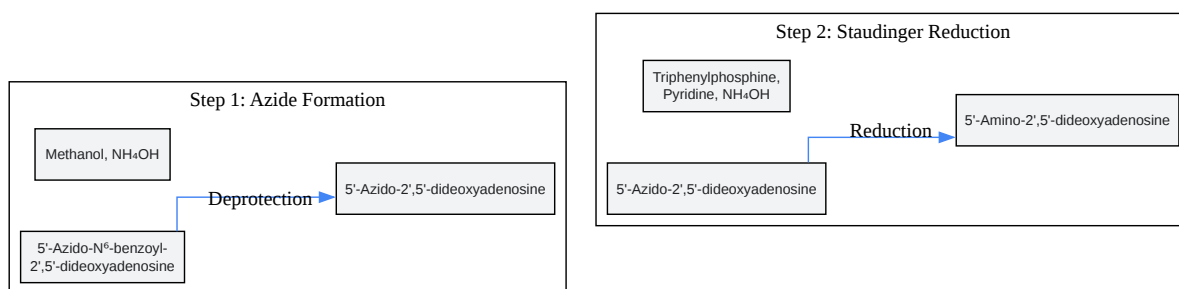 Step 1: Azide Formation
Methanol, NH₄OH
Deprotection
5'-Azido-2',5'-dideoxyadenosine
5'-Azido-N⁶-benzoyl-
2',5'-dideoxyadenosine
Step 2: Staudinger Reduction
Triphenylphosphine,
Pyridine, NH₄OH
Reduction
5'-Amino-2',5'-dideoxyadenosine
5'-Azido-2',5'-dideoxyadenosine